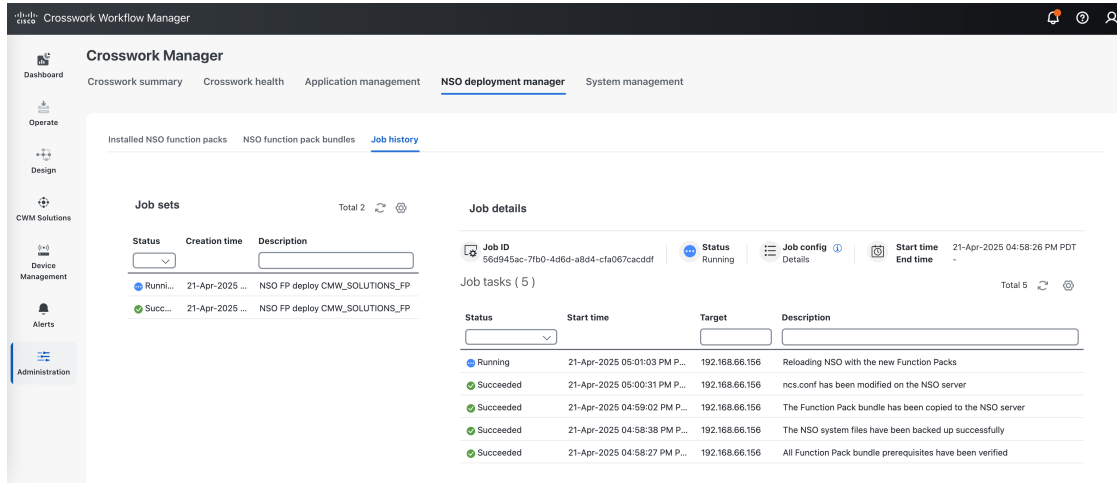 cisco Crosswork Workflow Manager
Dashboard
Operate
Design
CWM Solutions
Device
Management
Alerts
Administration
Crosswork Manager
Crosswork summary Crosswork health Application management NSO deployment manager System management
Installed NSO function packs NSO function pack bundles Job history
Job sets
Total 2
Status Creation time Description
Runni... 21-Apr-2025 ... NSO FP deploy CMW_SOLUTIONS_FP
Succ... 21-Apr-2025 ... NSO FP deploy CMW_SOLUTIONS_FP
Job details
Job ID
56d945ac-7fb0-4d6d-a8d4-cfa067cacddf
Status
Running
Job config
Details
Start time 21-Apr-2025 04:58:26 PM PDT
End time -
Job tasks ( 5 )
Total 5
Status Start time Target Description
Running 21-Apr-2025 05:01:03 PM P... 192.168.66.156 Reloading NSO with the new Function Packs
Succeeded 21-Apr-2025 05:00:31 PM P... 192.168.66.156 ncs.conf has been modified on the NSO server
Succeeded 21-Apr-2025 04:59:02 PM P... 192.168.66.156 The Function Pack bundle has been copied to the NSO server
Succeeded 21-Apr-2025 04:58:38 PM P... 192.168.66.156 The NSO system files have been backed up successfully
Succeeded 21-Apr-2025 04:58:27 PM P... 192.168.66.156 All Function Pack bundle prerequisites have been verified